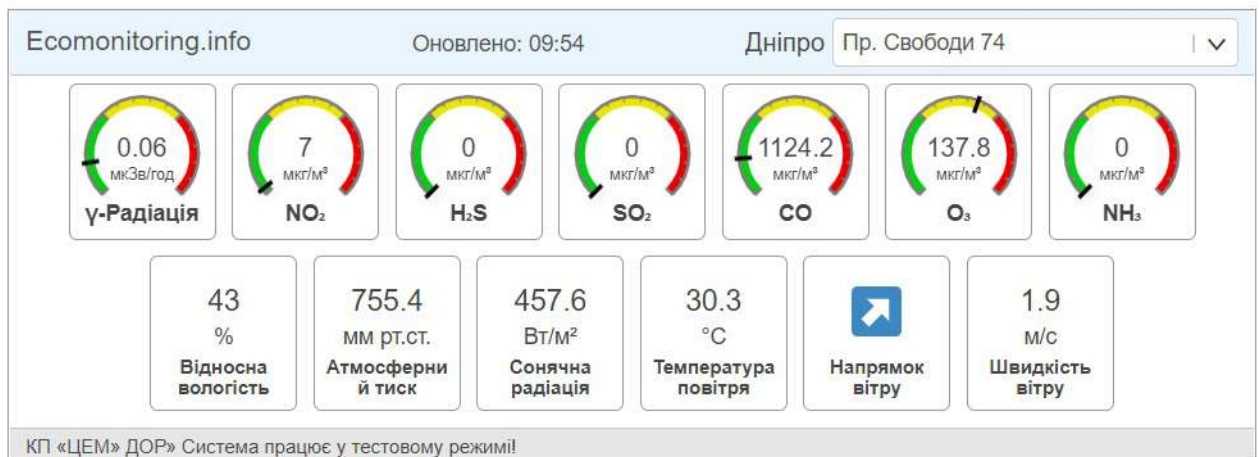 Ecomonitoring.info Оновлено: 09:54 Дніпро Пр. Свободи 74
0.06 7 0 0 1124.2 137.8 0
мкЗв/год мкг/м³ мкг/м³ мкг/м³ мкг/м³ мкг/м³ мкг/м³
γ-Радіація NO₂ H₂S SO₂ CO O₃ NH₃
43 755.4 457.6 30.3 1.9
% мм рт.ст. Вт/м² °C м/с
Відносна Атмосферни Сонячна Температура Напрямок Швидкість
вологість й тиск радіація повітря вітру вітру
КП «ЦЕМ» ДОР» Система працює у тестовому режимі!